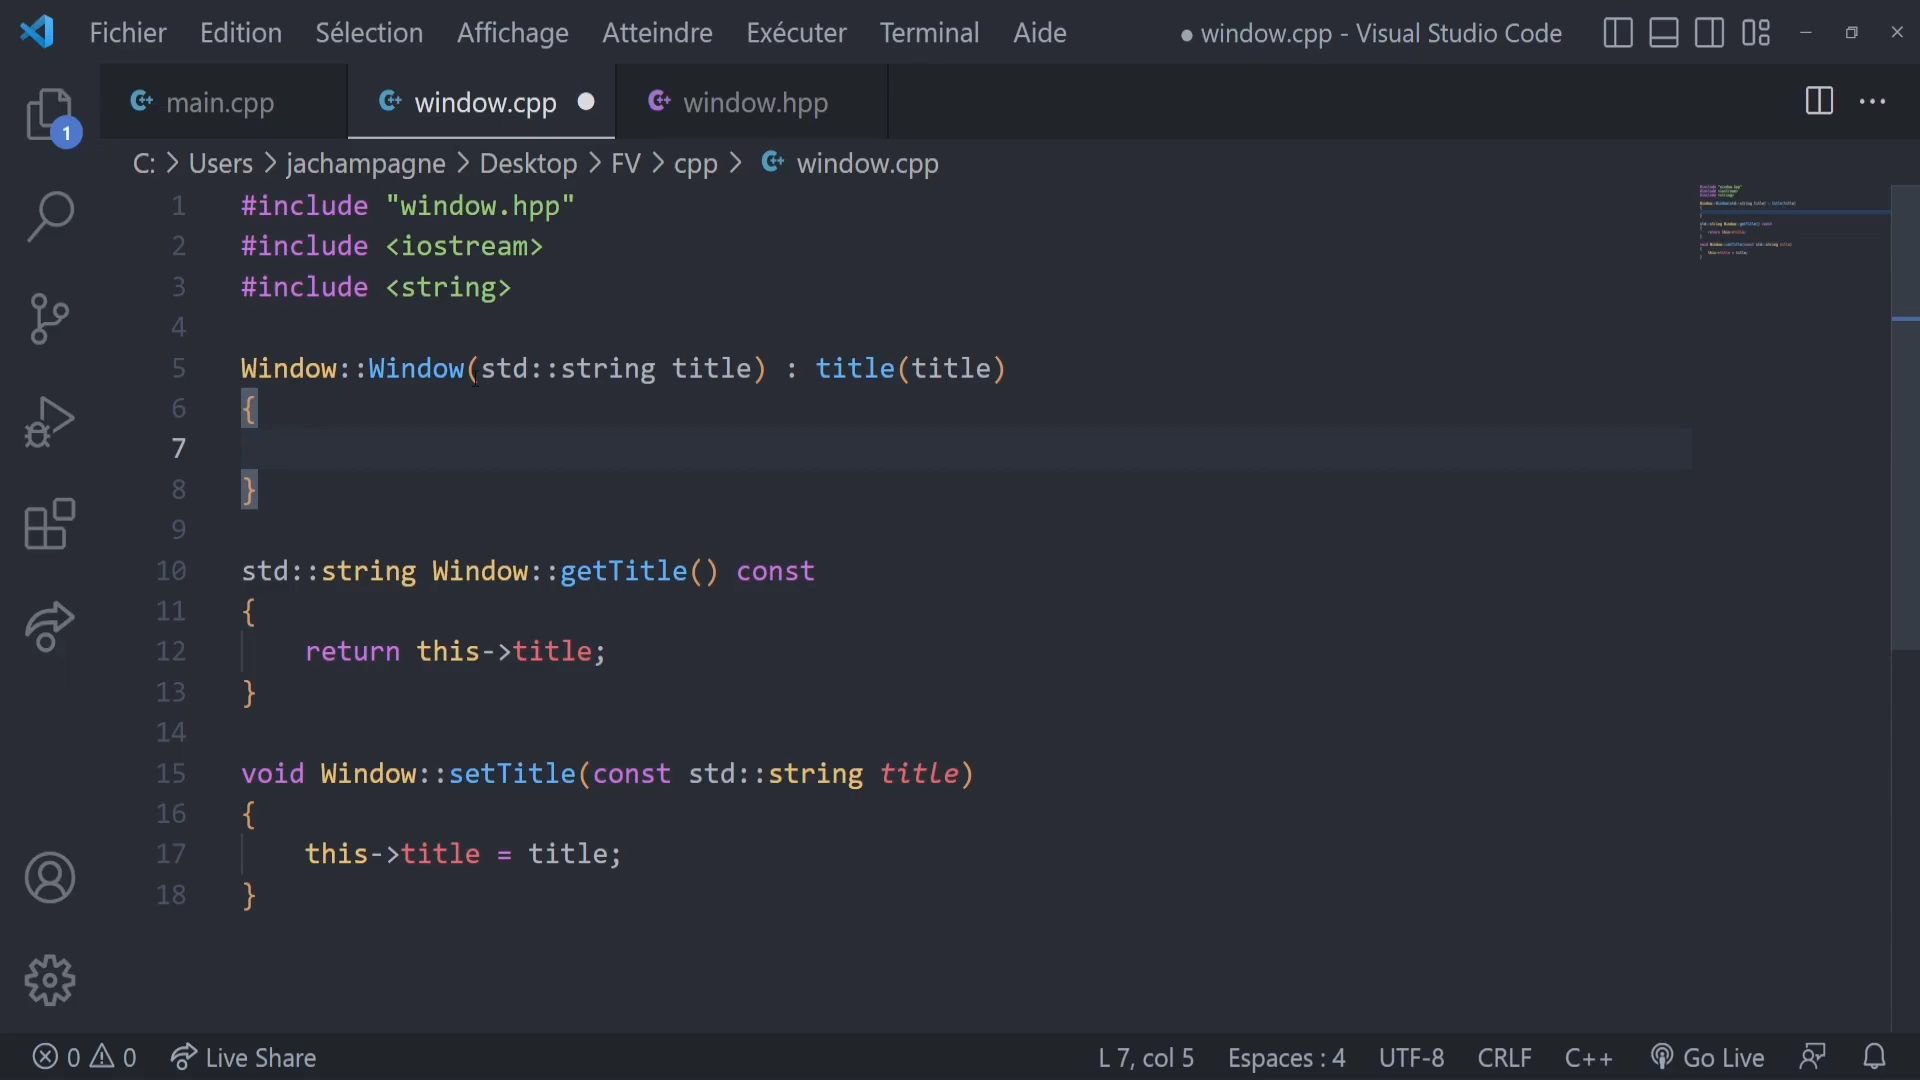 Fichier Edition Sélection Affichage Atteindre Exécuter Terminal Aide ● window.cpp - Visual Studio Code
main.cpp window.cpp window.hpp
1
C: > Users > jachampagne > Desktop > FV > cpp > window.cpp
1 #include "window.hpp"
2 #include <iostream>
3 #include <string>
4
5 Window::Window(std::string title) : title(title)
6 {
7
8 }
9
10 std::string Window::getTitle() const
11 {
12 return this->title;
13 }
14
15 void Window::setTitle(const std::string title)
16 {
17 this->title = title;
18 }
0 0 Live Share L 7, col 5 Espaces : 4 UTF-8 CRLF C++ Go Live